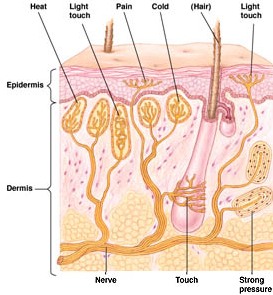 Heat
Light
touch
Pain
Cold
(Hair)
Light
touch
Epidermis
Dermis
Nerve
Touch
Strong
pressure